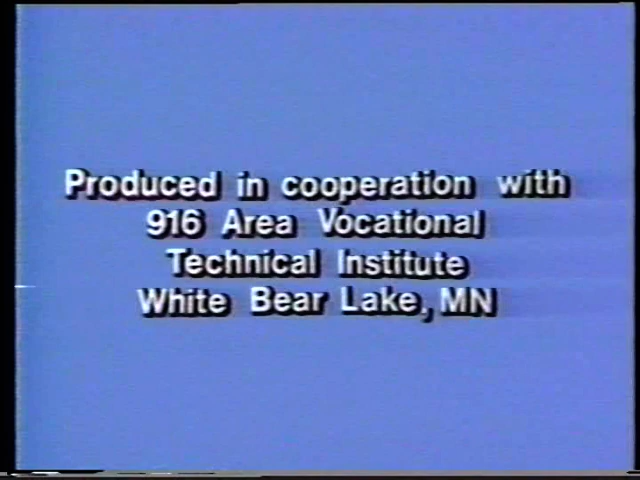 Produced in cooperation with
916 Area Vocational
Technical Institute
White Bear Lake, MN